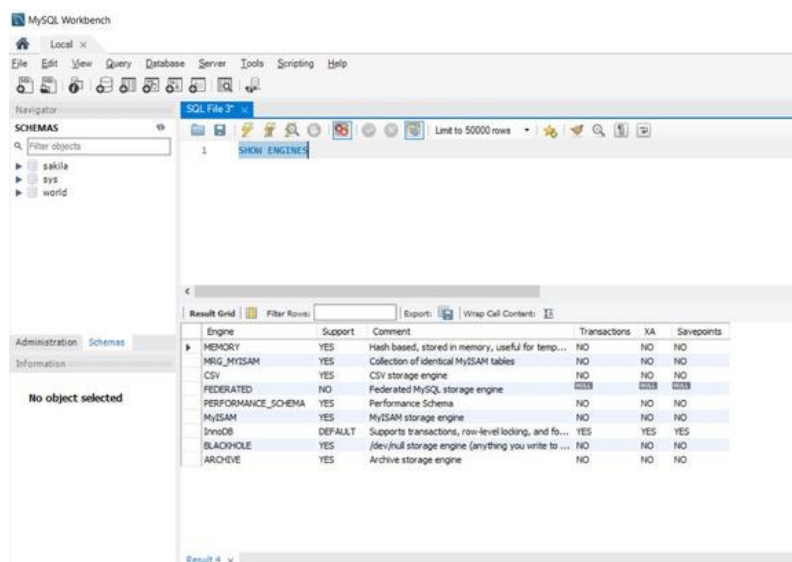 MySQL Workbench
Local
File Edit View Query Database Server Tools Scripting Help
Navigator
SCHEMAS
Filter objects
sakila
sys
world
Administration Schemas
Information
No object selected
SQL File 3*
Limit to 50000 rows
1 SHOW ENGINES
Result Grid Filter Rows: Export: Wrap Cell Content:
Engine Support Comment Transactions XA Savepoints
MEMORY YES Hash based, stored in memory, useful for temp... NO NO NO
MRG_MYISAM YES Collection of identical MyISAM tables NO NO NO
CSV YES CSV storage engine NO NO NO
FEDERATED NO Federated MySQL storage engine NULL NULL NULL
PERFORMANCE_SCHEMA YES Performance Schema NO NO NO
MyISAM YES MyISAM storage engine NO NO NO
InnoDB DEFAULT Supports transactions, row-level locking, and fo... YES YES YES
BLACKHOLE YES /dev/null storage engine (anything you write to ... NO NO NO
ARCHIVE YES Archive storage engine NO NO NO
Result 4